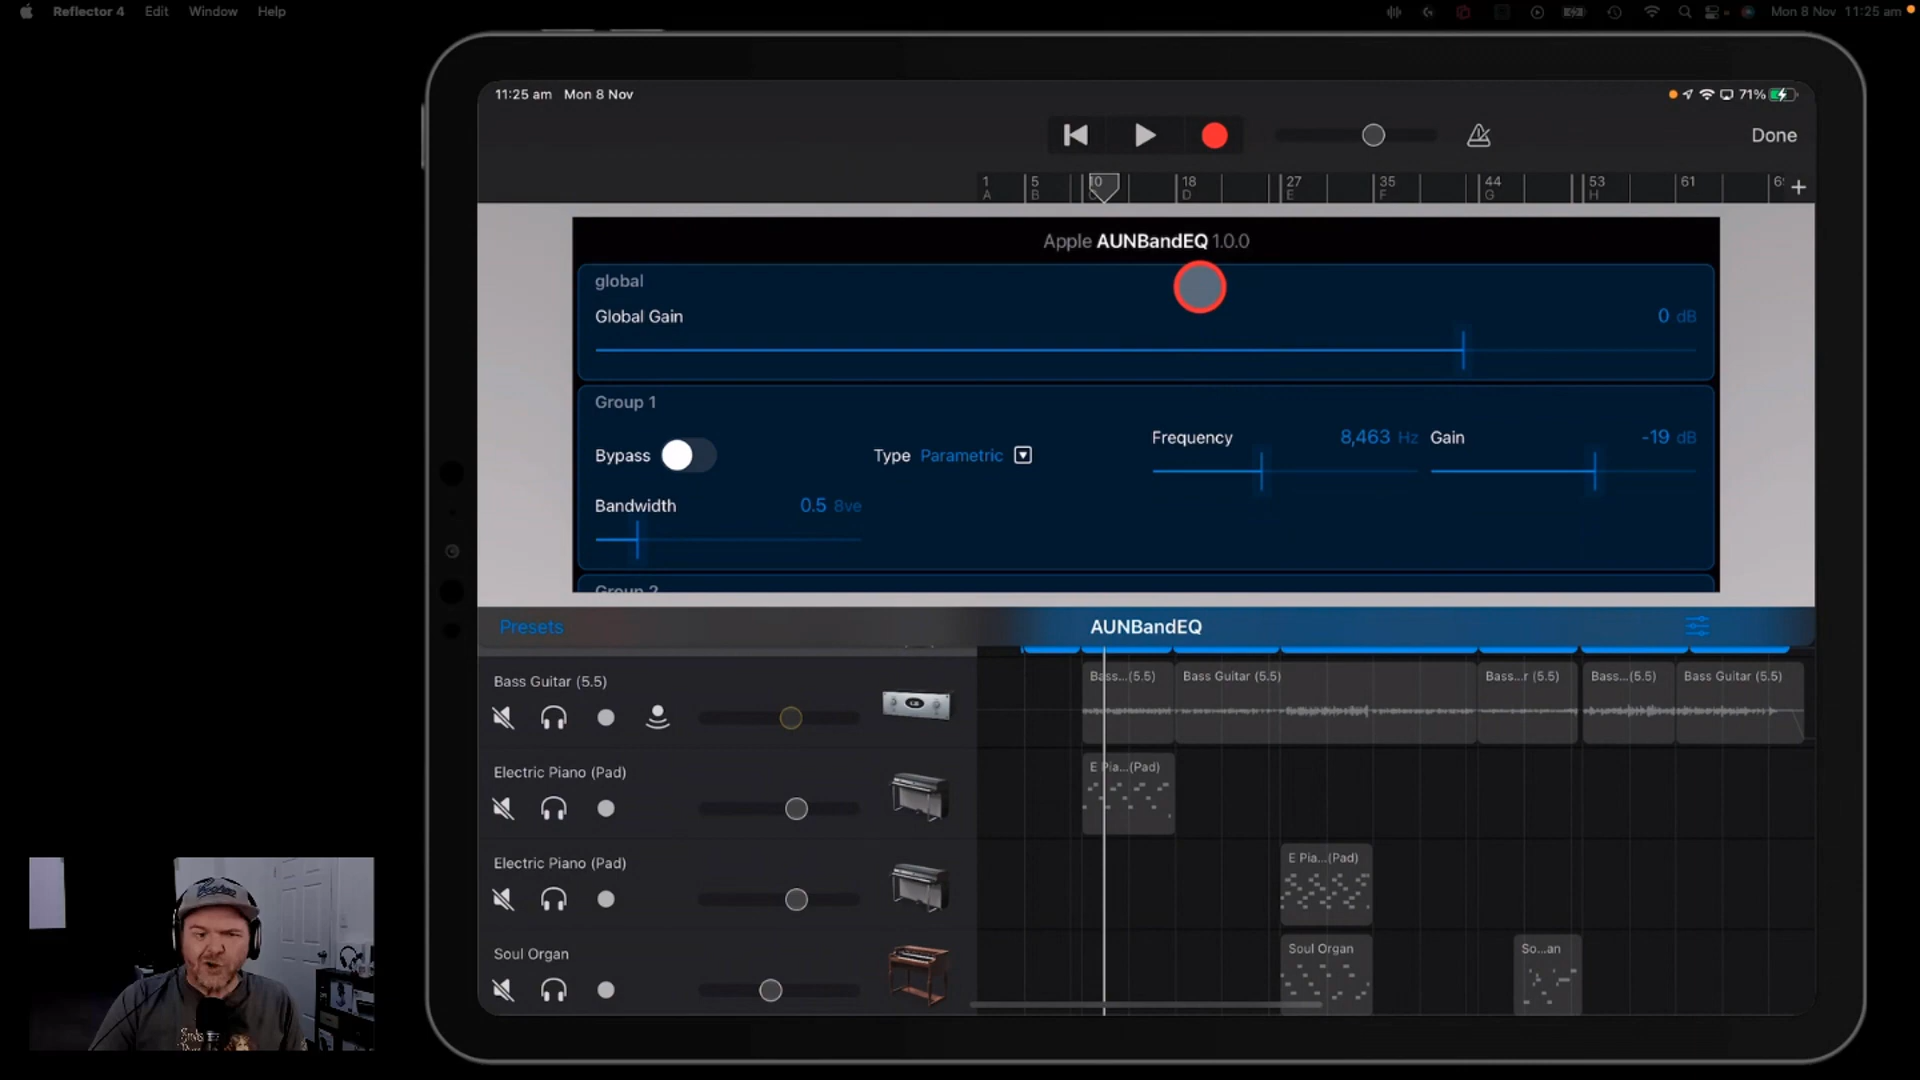 Reflector 4 Edit Window Help
Mon 8 Nov 11:25 am
11:25 am Mon 8 Nov
71%
Done
1 5 10 18 27 35 44 53 61
A B D E F G H
Apple AUNBandEQ 1.0.0
global
Global Gain 0 dB
Group 1
Bypass Type Parametric Frequency 8,463 Hz Gain -19 dB
Bandwidth 0.5 8ve
Group 2
Presets AUNBandEQ
Bass Guitar (5.5)
Bass...(5.5) Bass Guitar (5.5) Bass...r (5.5) Bass...(5.5) Bass Guitar (5.5)
Electric Piano (Pad)
E Pia...(Pad)
Electric Piano (Pad)
E Pia...(Pad)
Soul Organ
Soul Organ So...an